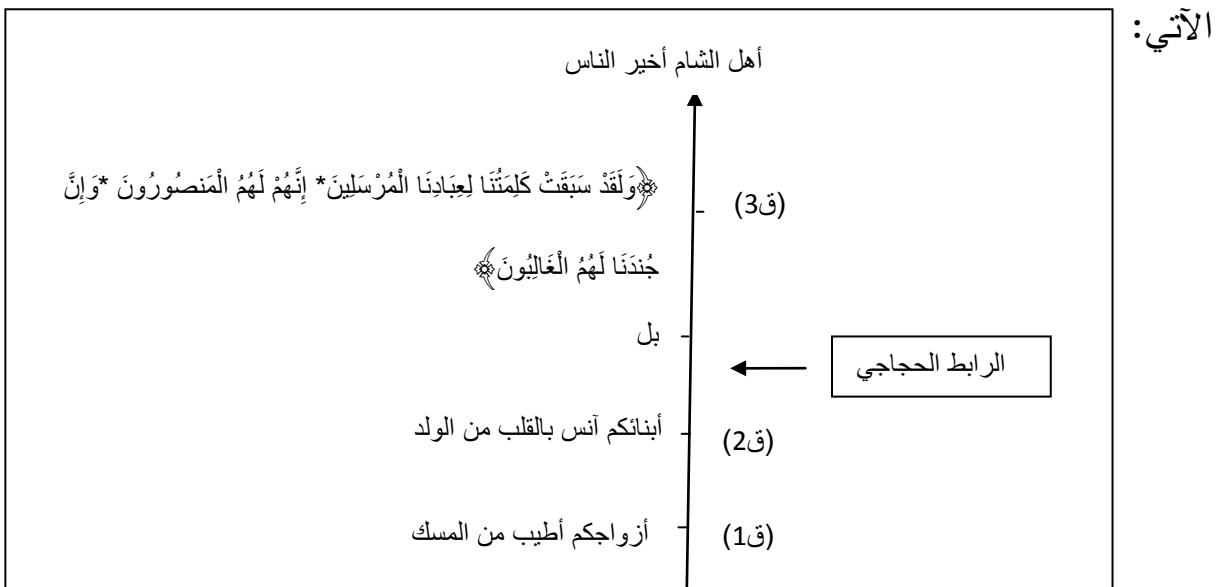 الآتي:
أهل الشام أخير الناس
(ق3) ﴿وَلَقَدْ سَبَقَتْ كَلِمَتُنَا لِعِبَادِنَا الْمُرْسَلِينَ* إِنَّهُمْ لَهُمُ الْمَنصُورُونَ *وَإِنَّ
جُندَنَا لَهُمُ الْغَالِبُونَ﴾
بل
الرابط الحجاجي
(ق2) أبنائكم آنس بالقلب من الولد
(ق1) أزواجكم أطيب من المسك